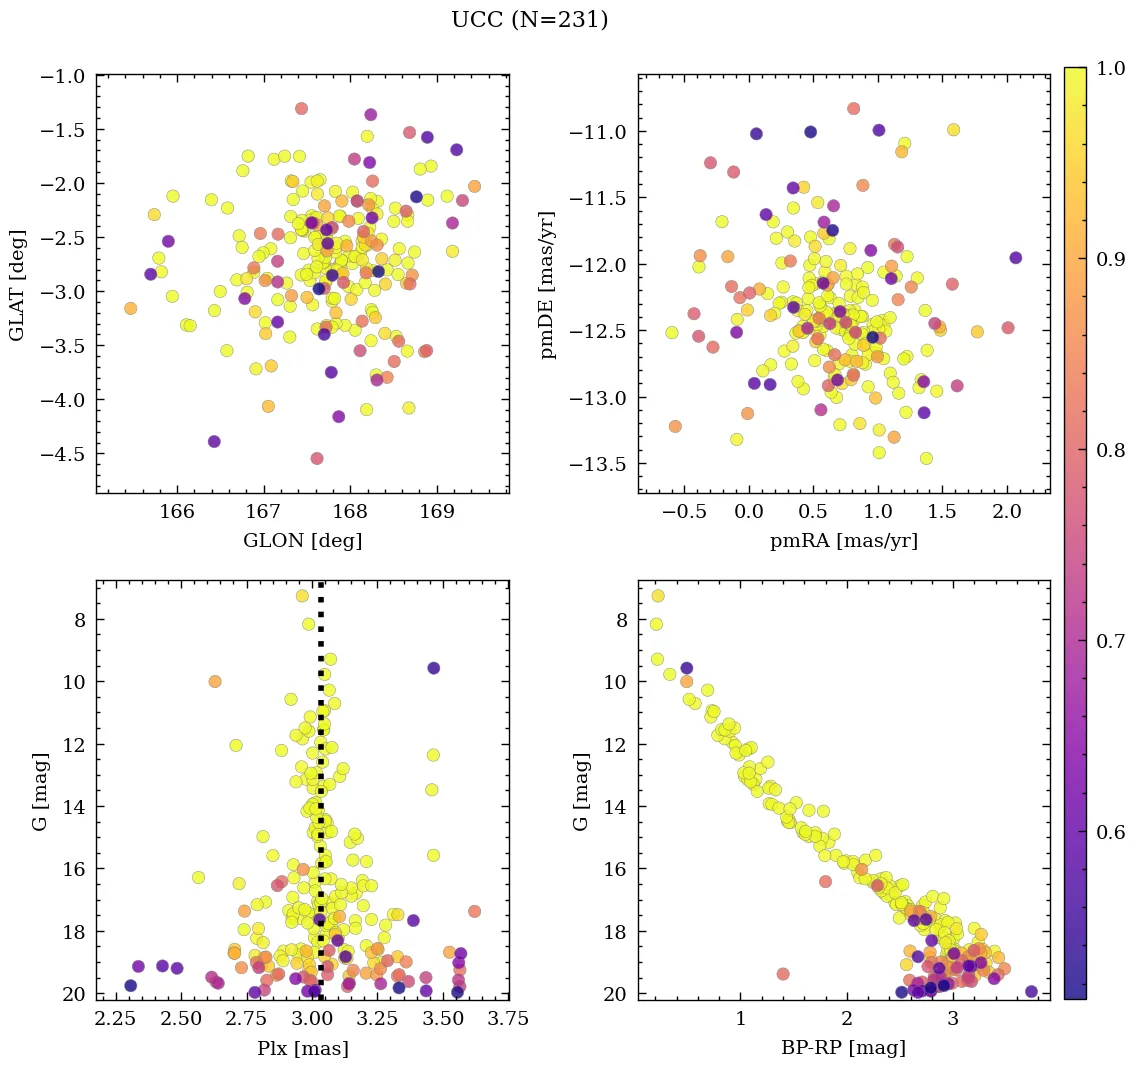 UCC (N=231)
−1.0
−1.5
−2.0
−2.5
−3.0
−3.5
−4.0
−4.5
GLAT [deg]
166 167 168 169
GLON [deg]
−11.0
−11.5
−12.0
−12.5
−13.0
−13.5
pmDE [mas/yr]
−0.5 0.0 0.5 1.0 1.5 2.0
pmRA [mas/yr]
1.0
0.9
0.8
0.7
0.6
8
10
12
14
16
18
20
G [mag]
2.25 2.50 2.75 3.00 3.25 3.50 3.75
Plx [mas]
8
10
12
14
16
18
20
G [mag]
1 2 3
BP-RP [mag]